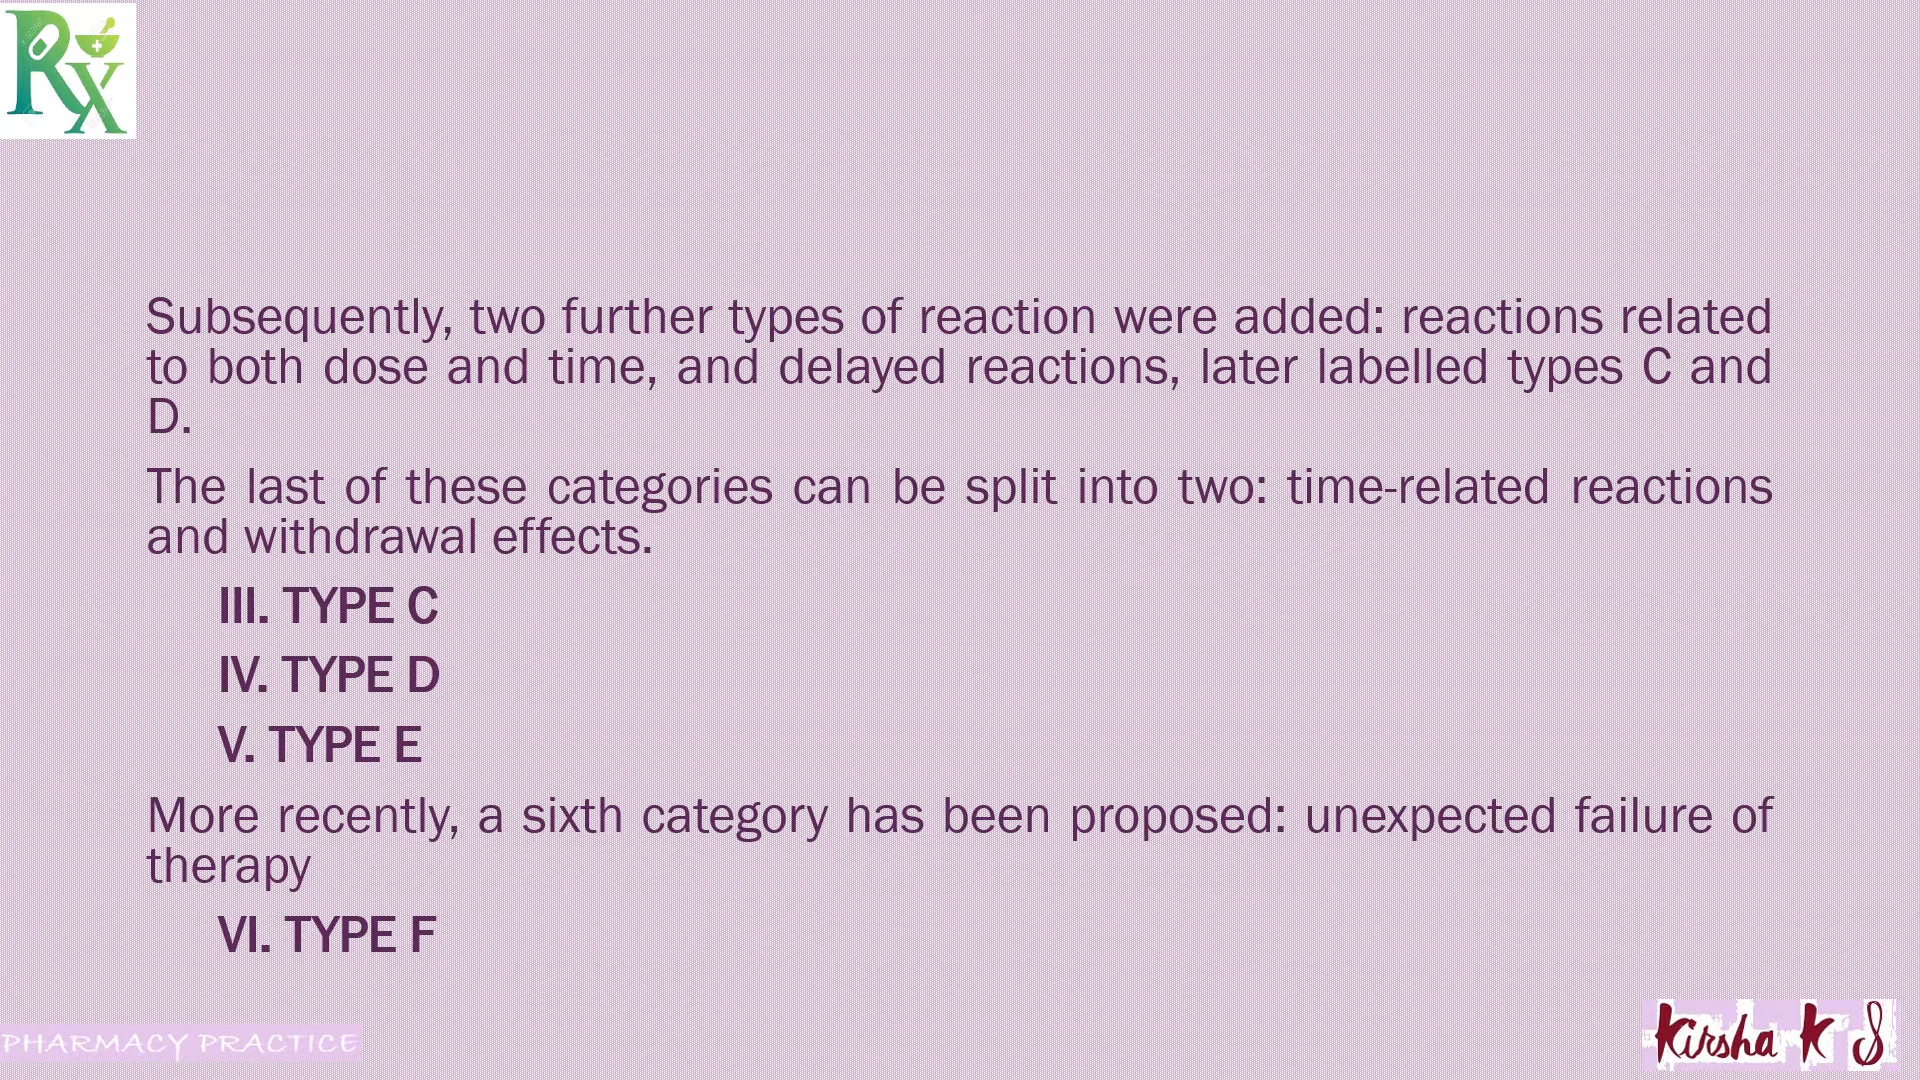 Rx
Subsequently, two further types of reaction were added: reactions related
to both dose and time, and delayed reactions, later labelled types C and
D.
The last of these categories can be split into two: time-related reactions
and withdrawal effects.
III. TYPE C
IV. TYPE D
V. TYPE E
More recently, a sixth category has been proposed: unexpected failure of
therapy
VI. TYPE F
PHARMACY PRACTICE
Kirsha K S